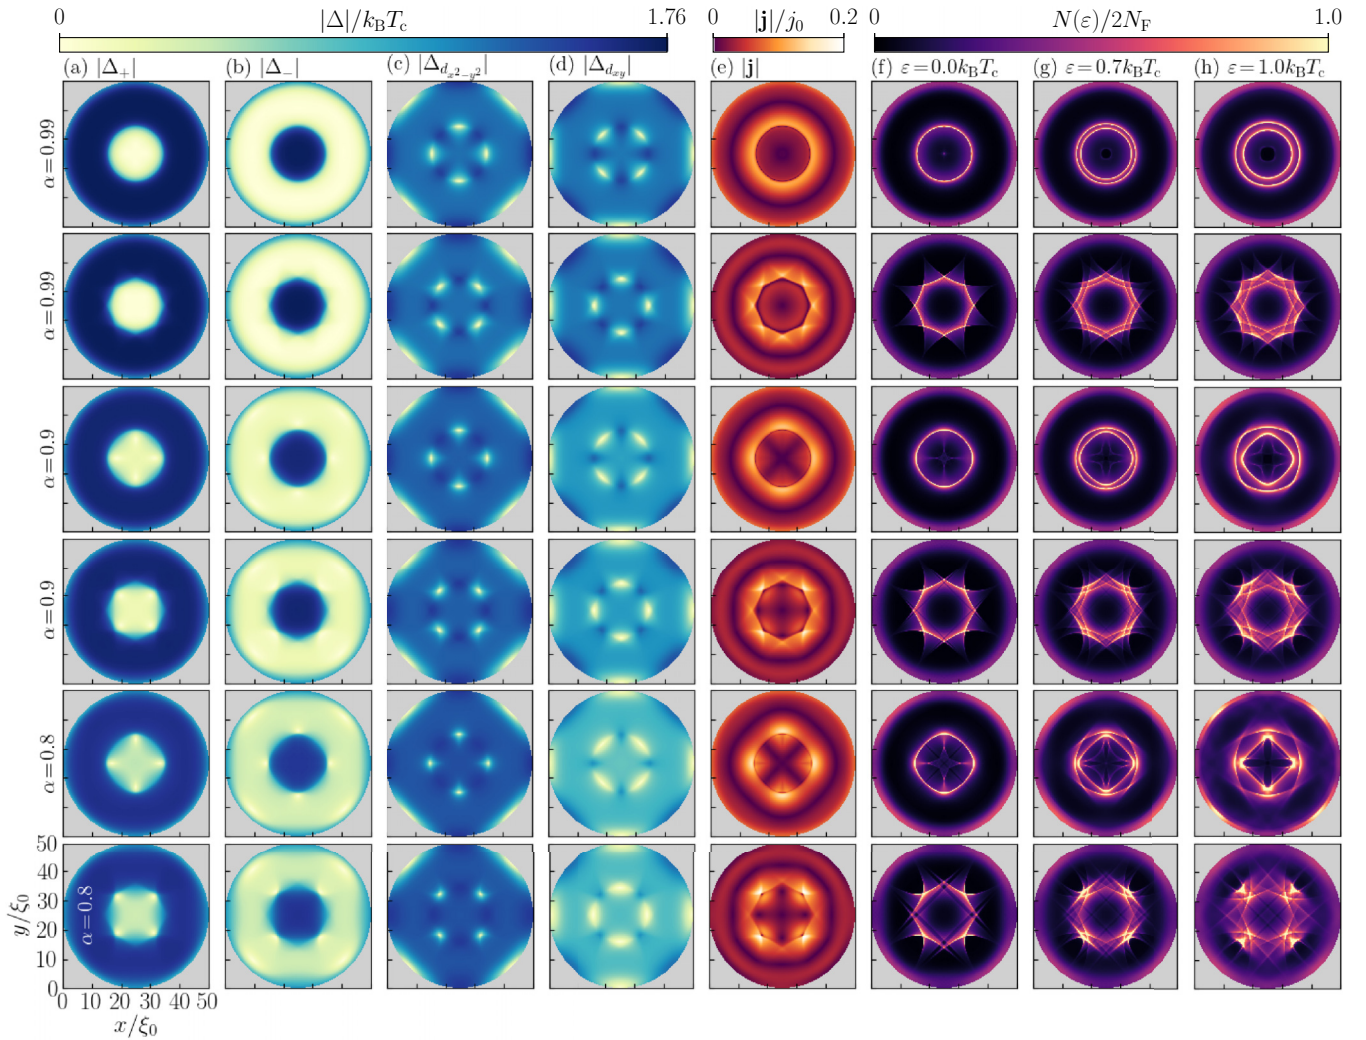 0 |Δ|/k_BT_c 1.76 0 |j|/j_0 0.2 0 N(ε)/2N_F 1.0
(a) |Δ_+| (b) |Δ_−| (c) |Δ_{d_{x²−y²}}| (d) |Δ_{d_{xy}}| (e) |j| (f) ε=0.0k_BT_c (g) ε=0.7k_BT_c (h) ε=1.0k_BT_c
α=0.99
α=0.99
α=0.9
α=0.9
α=0.8
α=0.8
y/ξ_0
50
40
30
20
10
0
0 10 20 30 40 50
x/ξ_0